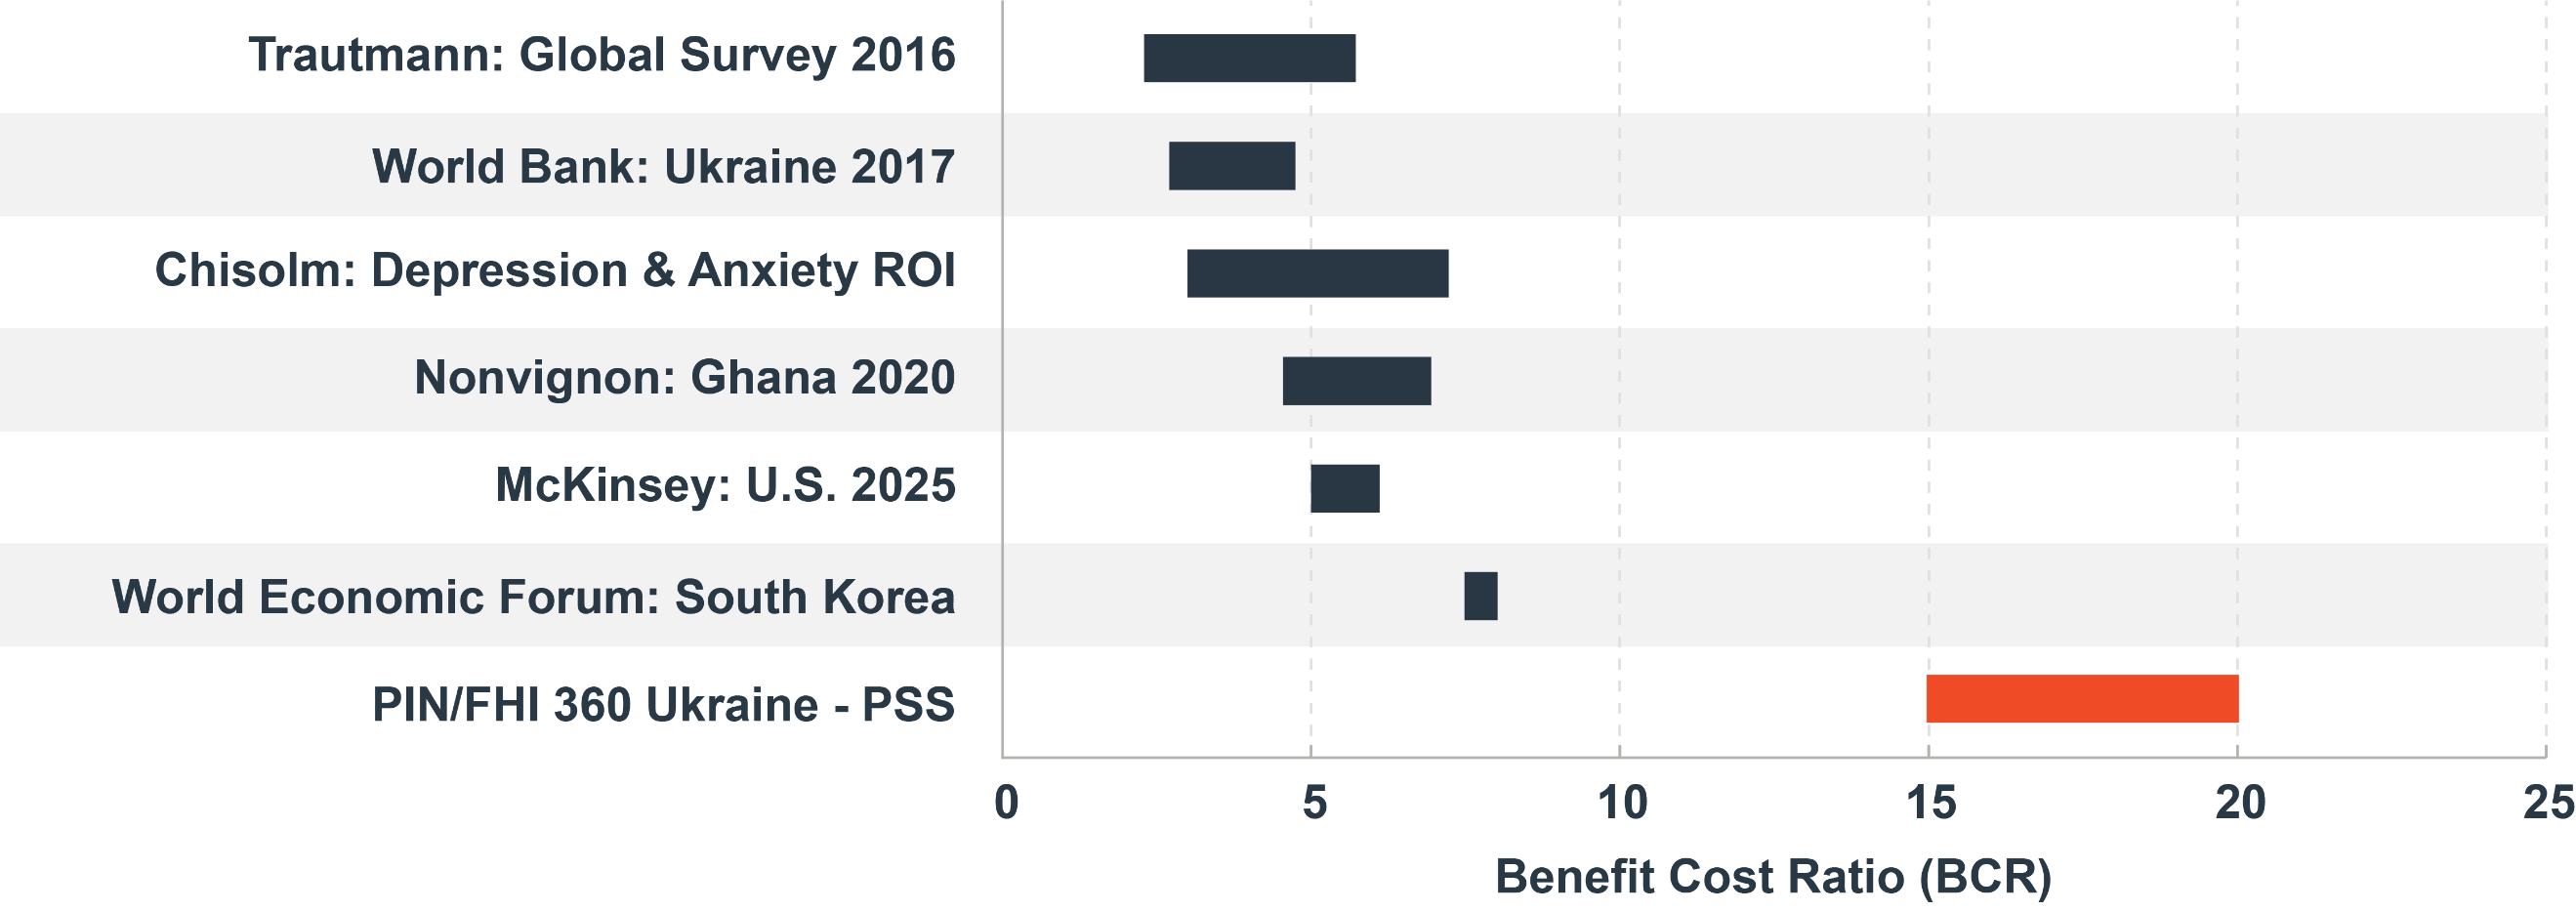 Trautmann: Global Survey 2016
World Bank: Ukraine 2017
Chisolm: Depression & Anxiety ROI
Nonvignon: Ghana 2020
McKinsey: U.S. 2025
World Economic Forum: South Korea
PIN/FHI 360 Ukraine - PSS
0 5 10 15 20 25
Benefit Cost Ratio (BCR)